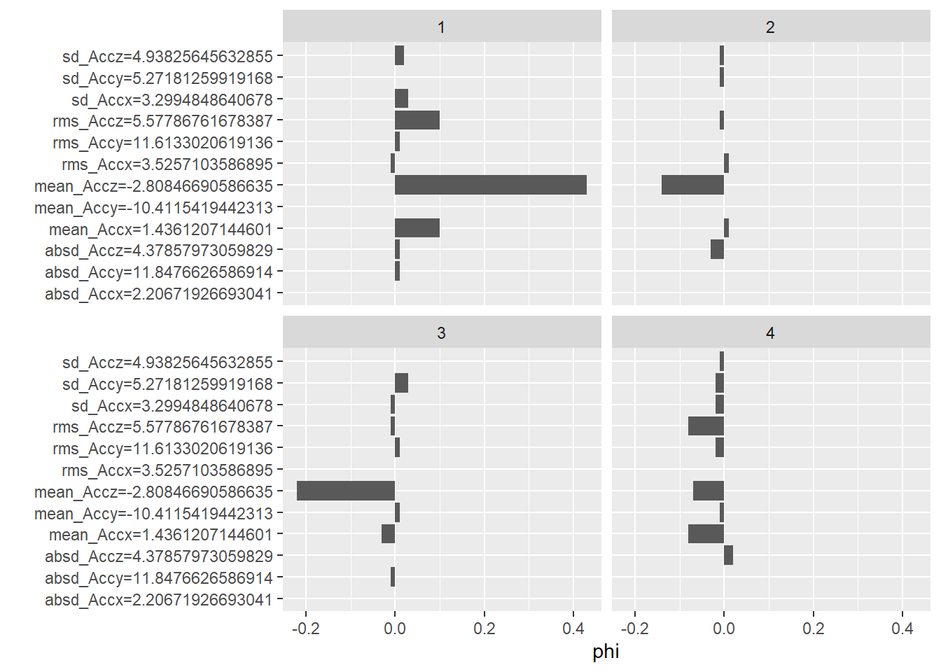 1
2
sd_Accz=4.93825645632855
sd_Accy=5.27181259919168
sd_Accx=3.2994848640678
rms_Accz=5.57786761678387
rms_Accy=11.6133020619136
rms_Accx=3.5257103586895
mean_Accz=-2.80846690586635
mean_Accy=-10.4115419442313
mean_Accx=1.4361207144601
absd_Accz=4.37857973059829
absd_Accy=11.8476626586914
absd_Accx=2.20671926693041
3
4
sd_Accz=4.93825645632855
sd_Accy=5.27181259919168
sd_Accx=3.2994848640678
rms_Accz=5.57786761678387
rms_Accy=11.6133020619136
rms_Accx=3.5257103586895
mean_Accz=-2.80846690586635
mean_Accy=-10.4115419442313
mean_Accx=1.4361207144601
absd_Accz=4.37857973059829
absd_Accy=11.8476626586914
absd_Accx=2.20671926693041
-0.2 0.0 0.2 0.4 -0.2 0.0 0.2 0.4
phi